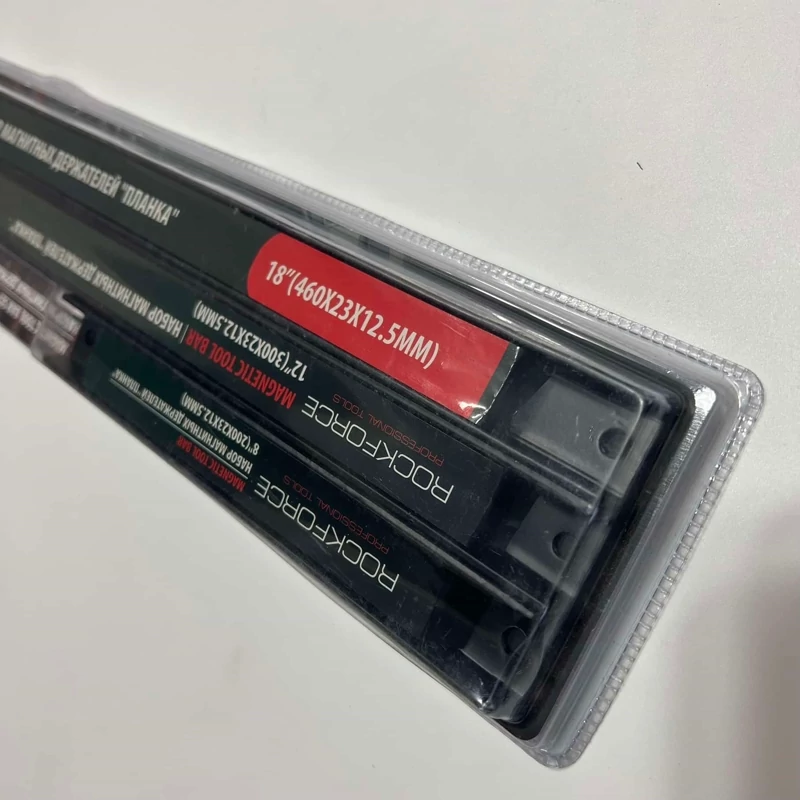 МАГНИТНЫХ ДЕРЖАТЕЛЕЙ "ПЛАНКА"
18"(460X23X12.5MM)
ROCKFORCE
PROFESSIONAL TOOLS
MAGNETIC TOOL BAR | НАБОР МАГНИТНЫХ ДЕРЖАТЕЛЕЙ "ПЛАНКА"
12"(300X23X12.5MM)
ROCKFORCE
PROFESSIONAL TOOLS
MAGNETIC TOOL BAR
НАБОР МАГНИТНЫХ ДЕРЖАТЕЛЕЙ "ПЛАНКА"
8"(200X23X12.5MM)